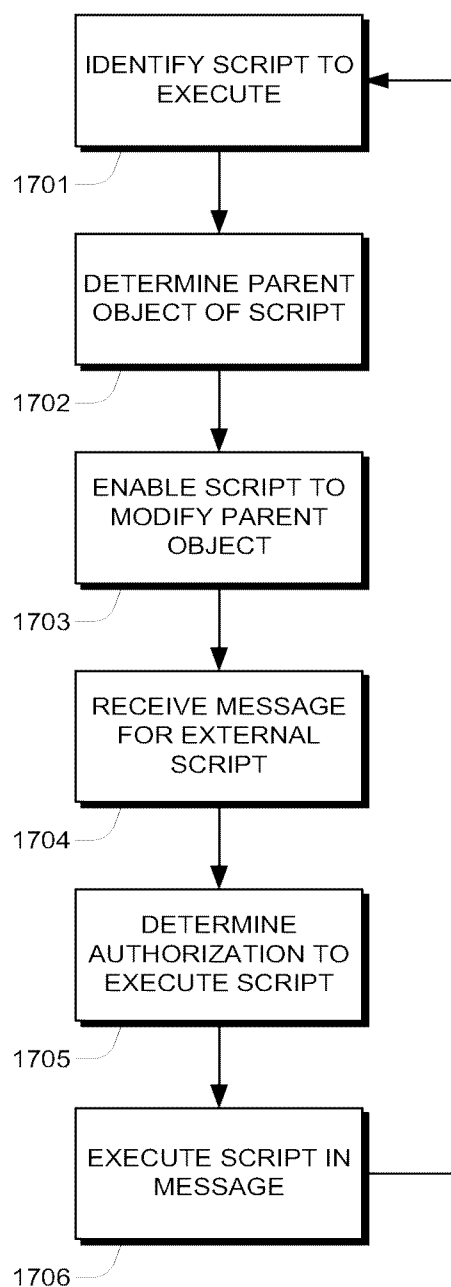 IDENTIFY SCRIPT TO
EXECUTE
1701
DETERMINE PARENT
OBJECT OF SCRIPT
1702
ENABLE SCRIPT TO
MODIFY PARENT
OBJECT
1703
RECEIVE MESSAGE
FOR EXTERNAL
SCRIPT
1704
DETERMINE
AUTHORIZATION TO
EXECUTE SCRIPT
1705
EXECUTE SCRIPT IN
MESSAGE
1706